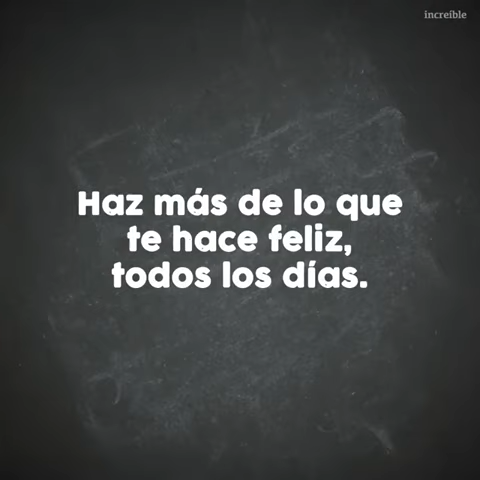 increíble
Haz más de lo que
te hace feliz,
todos los días.